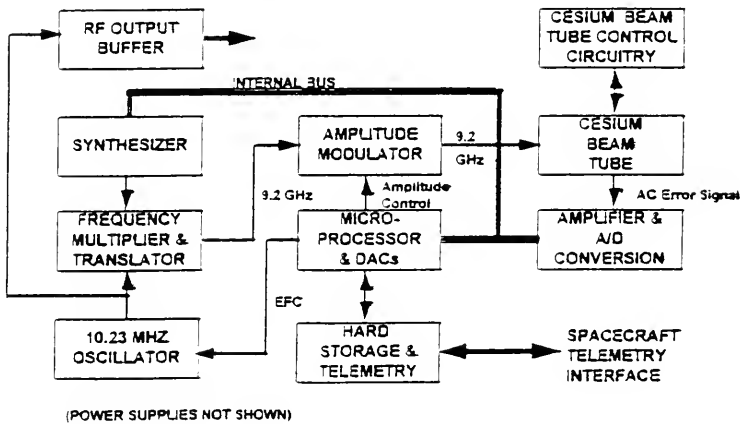 RF OUTPUT
BUFFER
CESIUM BEAM
TUBE CONTROL
CIRCUITRY
INTERNAL BUS
SYNTHESIZER
AMPLITUDE
MODULATOR
9.2
GHz
CESIUM
BEAM
TUBE
9.2 GHz
Amplitude
Control
AC Error Signal
FREQUENCY
MULTIPLIER &
TRANSLATOR
MICRO-
PROCESSOR
& DACs
AMPLIFIER &
A/D
CONVERSION
EFC
10.23 MHZ
OSCILLATOR
HARD
STORAGE &
TELEMETRY
SPACECRAFT
TELEMETRY
INTERFACE
(POWER SUPPLIES NOT SHOWN)